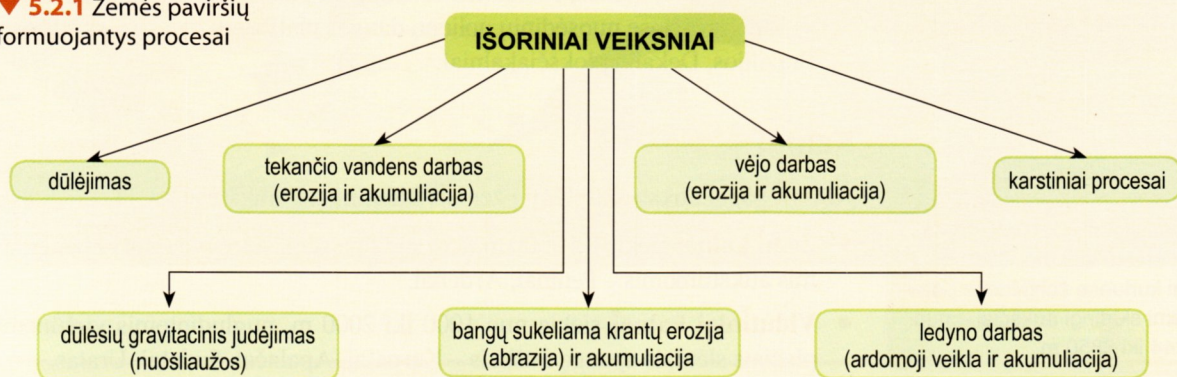 ▼ 5.2.1 Žemės paviršių
formuojantys procesai
IŠORINIAI VEIKSNIAI
dūlėjimas
tekančio vandens darbas
(erozija ir akumuliacija)
vėjo darbas
(erozija ir akumuliacija)
karstiniai procesai
dūlėsių gravitacinis judėjimas
(nuošliaužos)
bangų sukeliama krantų erozija
(abrazija) ir akumuliacija
ledyno darbas
(ardomoji veikla ir akumuliacija)